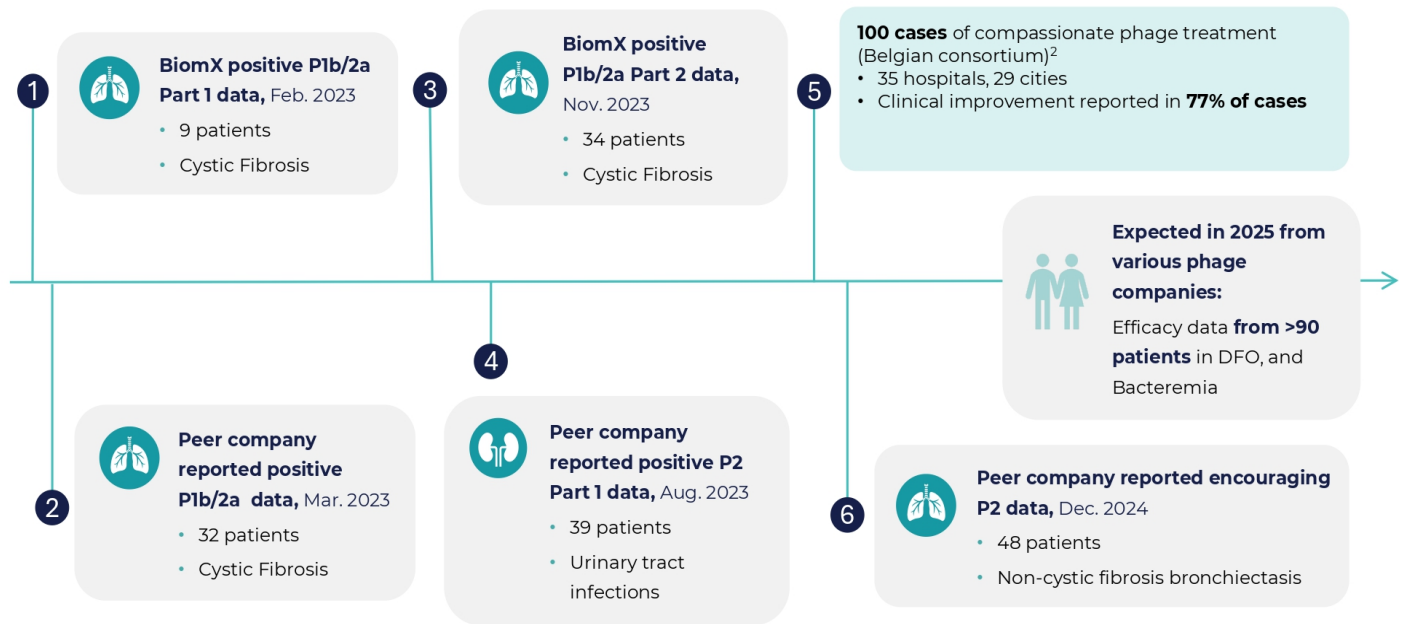 1
BiomX positive P1b/2a
Part 1 data, Feb. 2023
• 9 patients
• Cystic Fibrosis
2
Peer company
reported positive
P1b/2a data, Mar. 2023
• 32 patients
• Cystic Fibrosis
3
BiomX positive
P1b/2a Part 2 data,
Nov. 2023
• 34 patients
• Cystic Fibrosis
4
Peer company
reported positive P2
Part 1 data, Aug. 2023
• 39 patients
• Urinary tract
infections
5
100 cases of compassionate phage treatment
(Belgian consortium)²
• 35 hospitals, 29 cities
• Clinical improvement reported in 77% of cases
6
Peer company reported encouraging
P2 data, Dec. 2024
• 48 patients
• Non-cystic fibrosis bronchiectasis
Expected in 2025 from
various phage
companies:
Efficacy data from >90
patients in DFO, and
Bacteremia